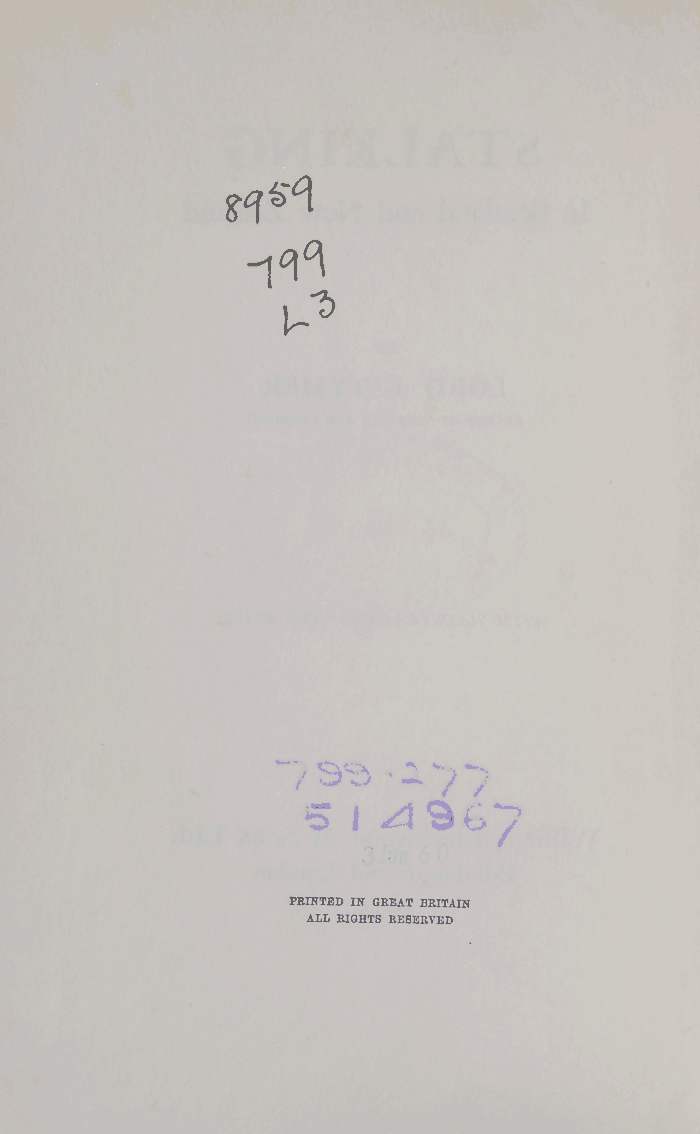 8959
799
L3
799.277
514967
PRINTED IN GREAT BRITAIN
ALL RIGHTS RESERVED